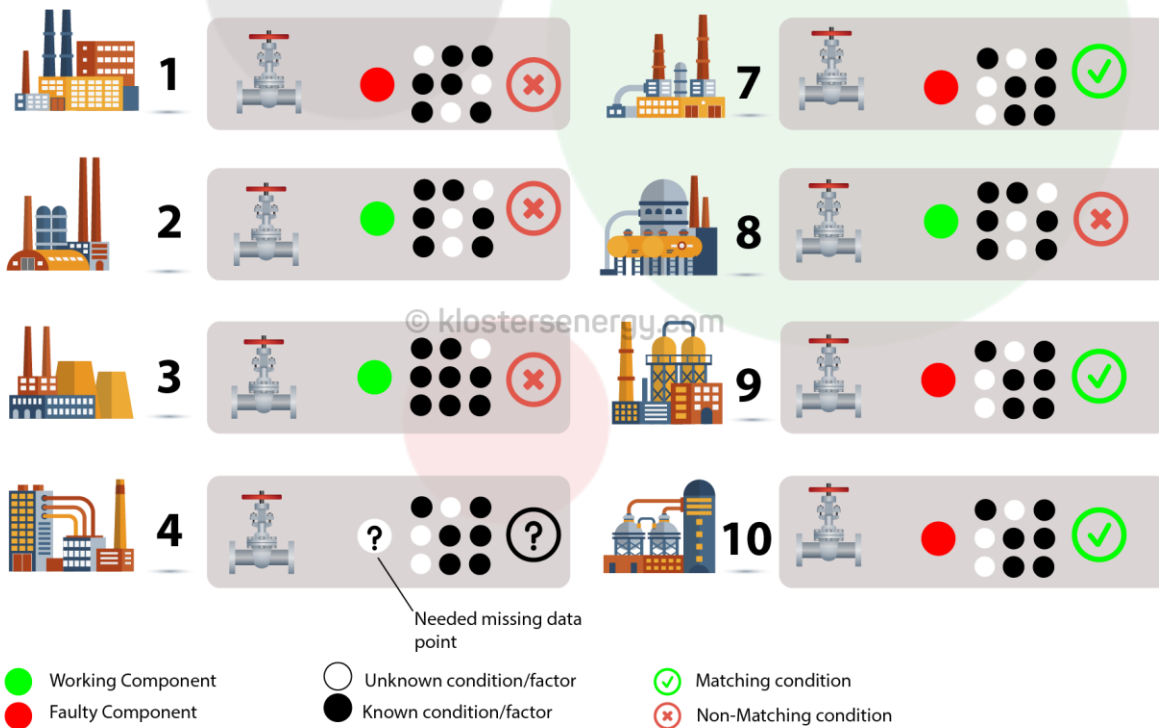 1
7
2
8
© klostersenergy.com
3
9
4
?
?
10
Needed missing data
point
Working Component
Unknown condition/factor
Matching condition
Faulty Component
Known condition/factor
Non-Matching condition